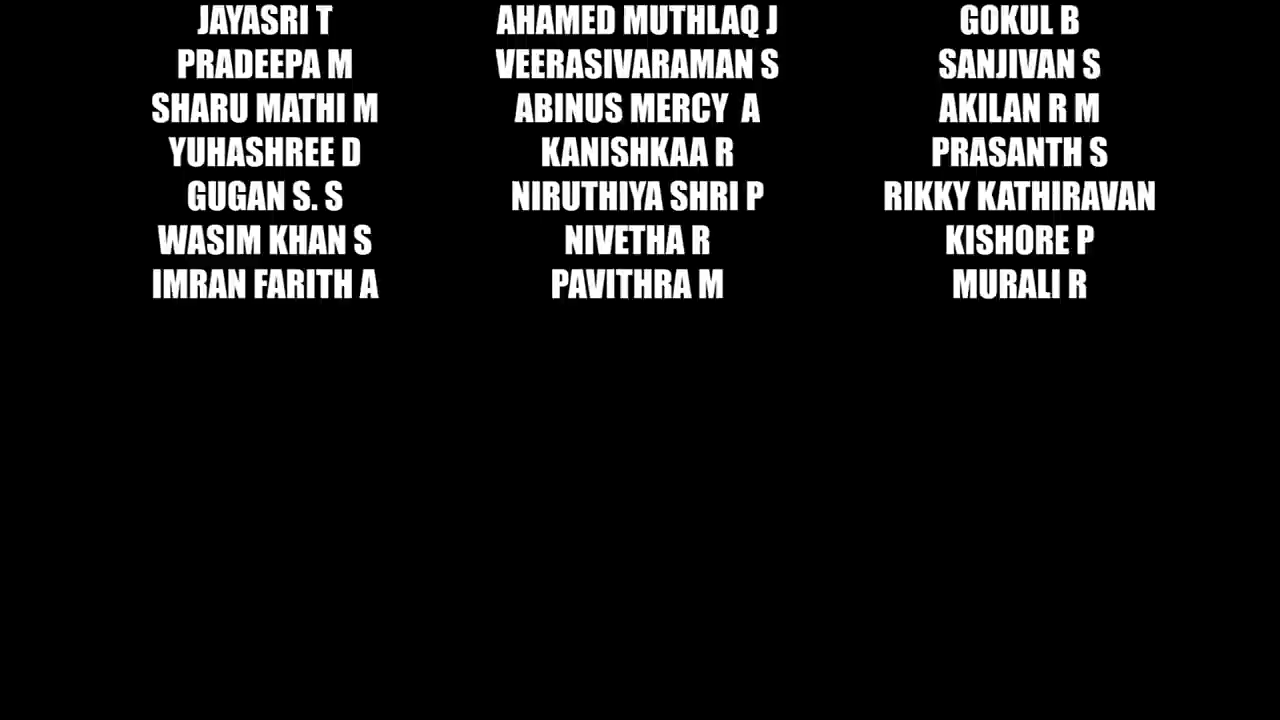 JAYASRI T AHAMED MUTHLAQ J GOKUL B
PRADEEPA M VEERASIVARAMAN S SANJIVAN S
SHARU MATHI M ABINUS MERCY A AKILAN R M
YUHASHREE D KANISHKAA R PRASANTH S
GUGAN S. S NIRUTHIYA SHRI P RIKKY KATHIRAVAN
WASIM KHAN S NIVETHA R KISHORE P
IMRAN FARITH A PAVITHRA M MURALI R